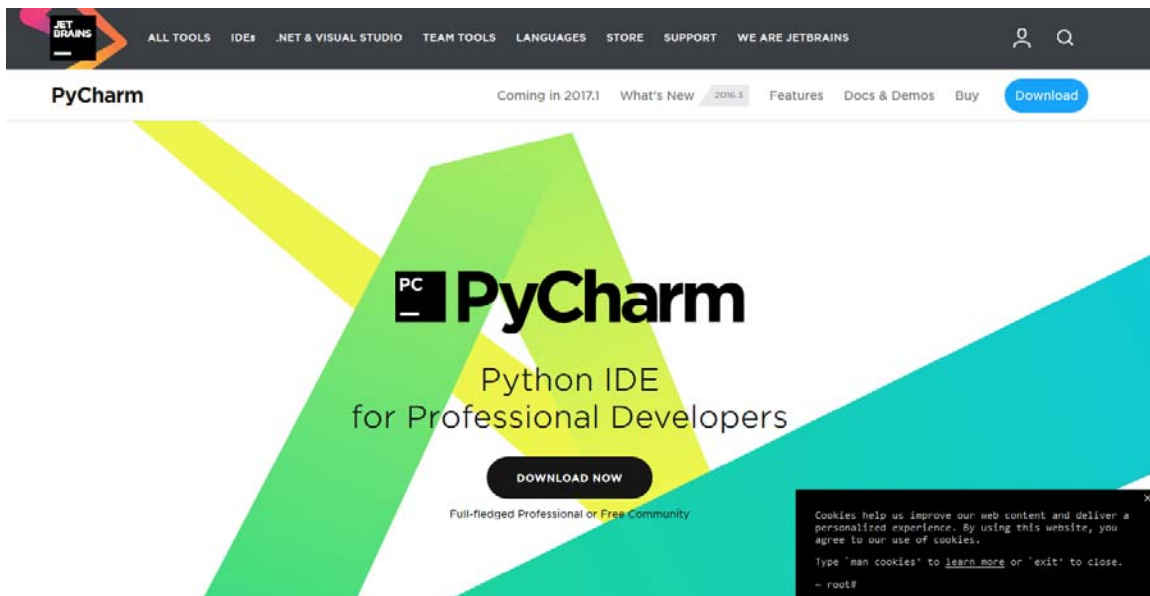 JET
BRAINS
ALL TOOLS IDEs .NET & VISUAL STUDIO TEAM TOOLS LANGUAGES STORE SUPPORT WE ARE JETBRAINS
PyCharm Coming in 2017.1 What's New 2016.3 Features Docs & Demos Buy Download
PC
PyCharm
Python IDE
for Professional Developers
DOWNLOAD NOW
Full-fledged Professional or Free Community
Cookies help us improve our web content and deliver a
personalized experience. By using this website, you
agree to our use of cookies.
Type `man cookies' to learn more or `exit' to close.
~ root#